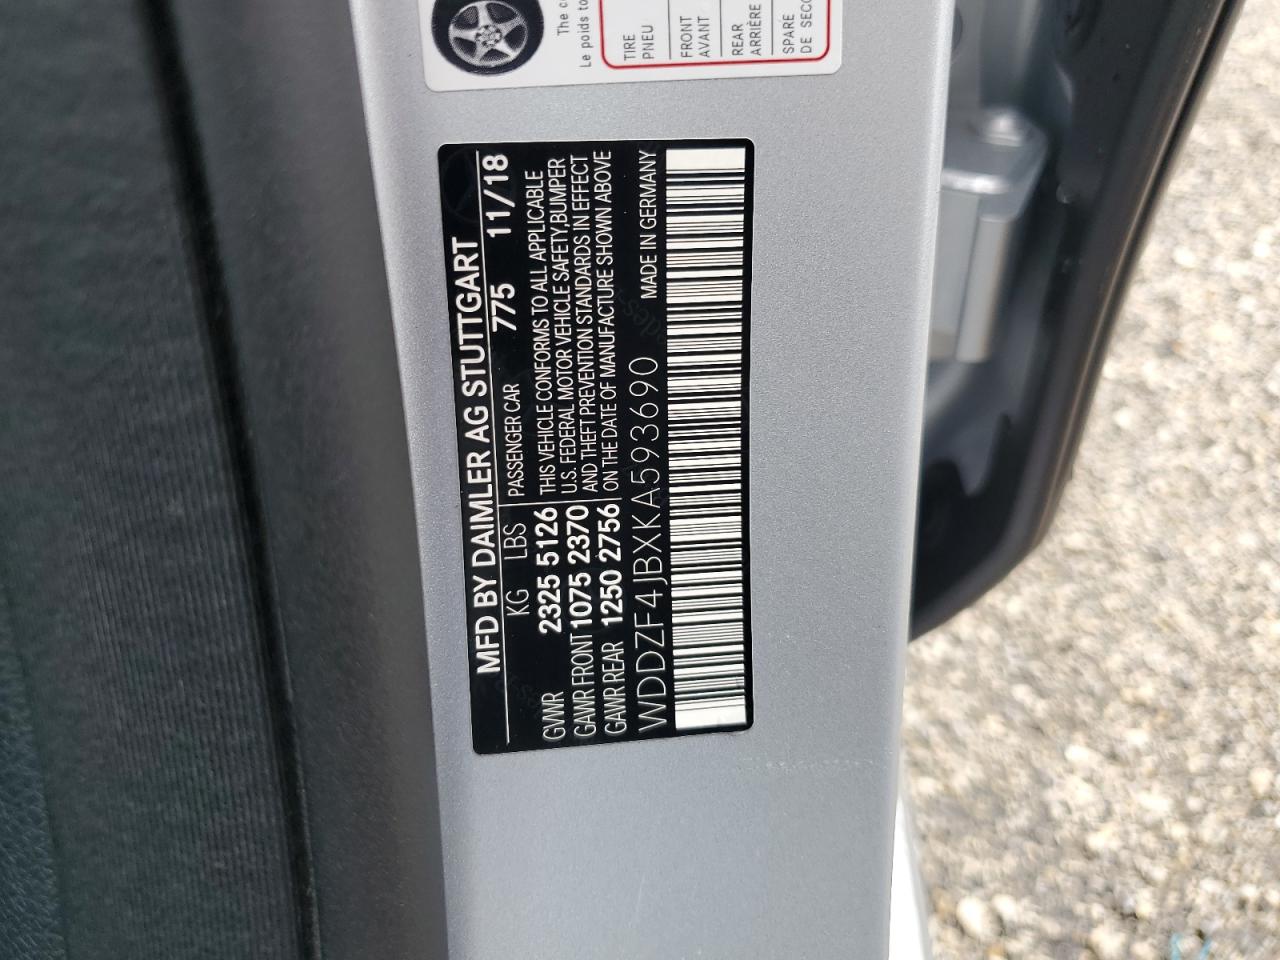 The
Le poids
TIRE
PNEU
FRONT
AVANT
REAR
ARRIÈRE
SPARE
DE
MFD BY DAIMLER AG STUTTGART
775 11/18
KG LBS PASSENGER CAR
GVWR 2325 5126 THIS VEHICLE CONFORMS TO ALL APPLICABLE
U.S. FEDERAL MOTOR VEHICLE SAFETY,BUMPER
GAWR FRONT 1075 2370 AND THEFT PREVENTION STANDARDS IN EFFECT
GAWR REAR 1250 2756 ON THE DATE OF MANUFACTURE SHOWN ABOVE
WDDZF4JBXKA593690 MADE IN GERMANY